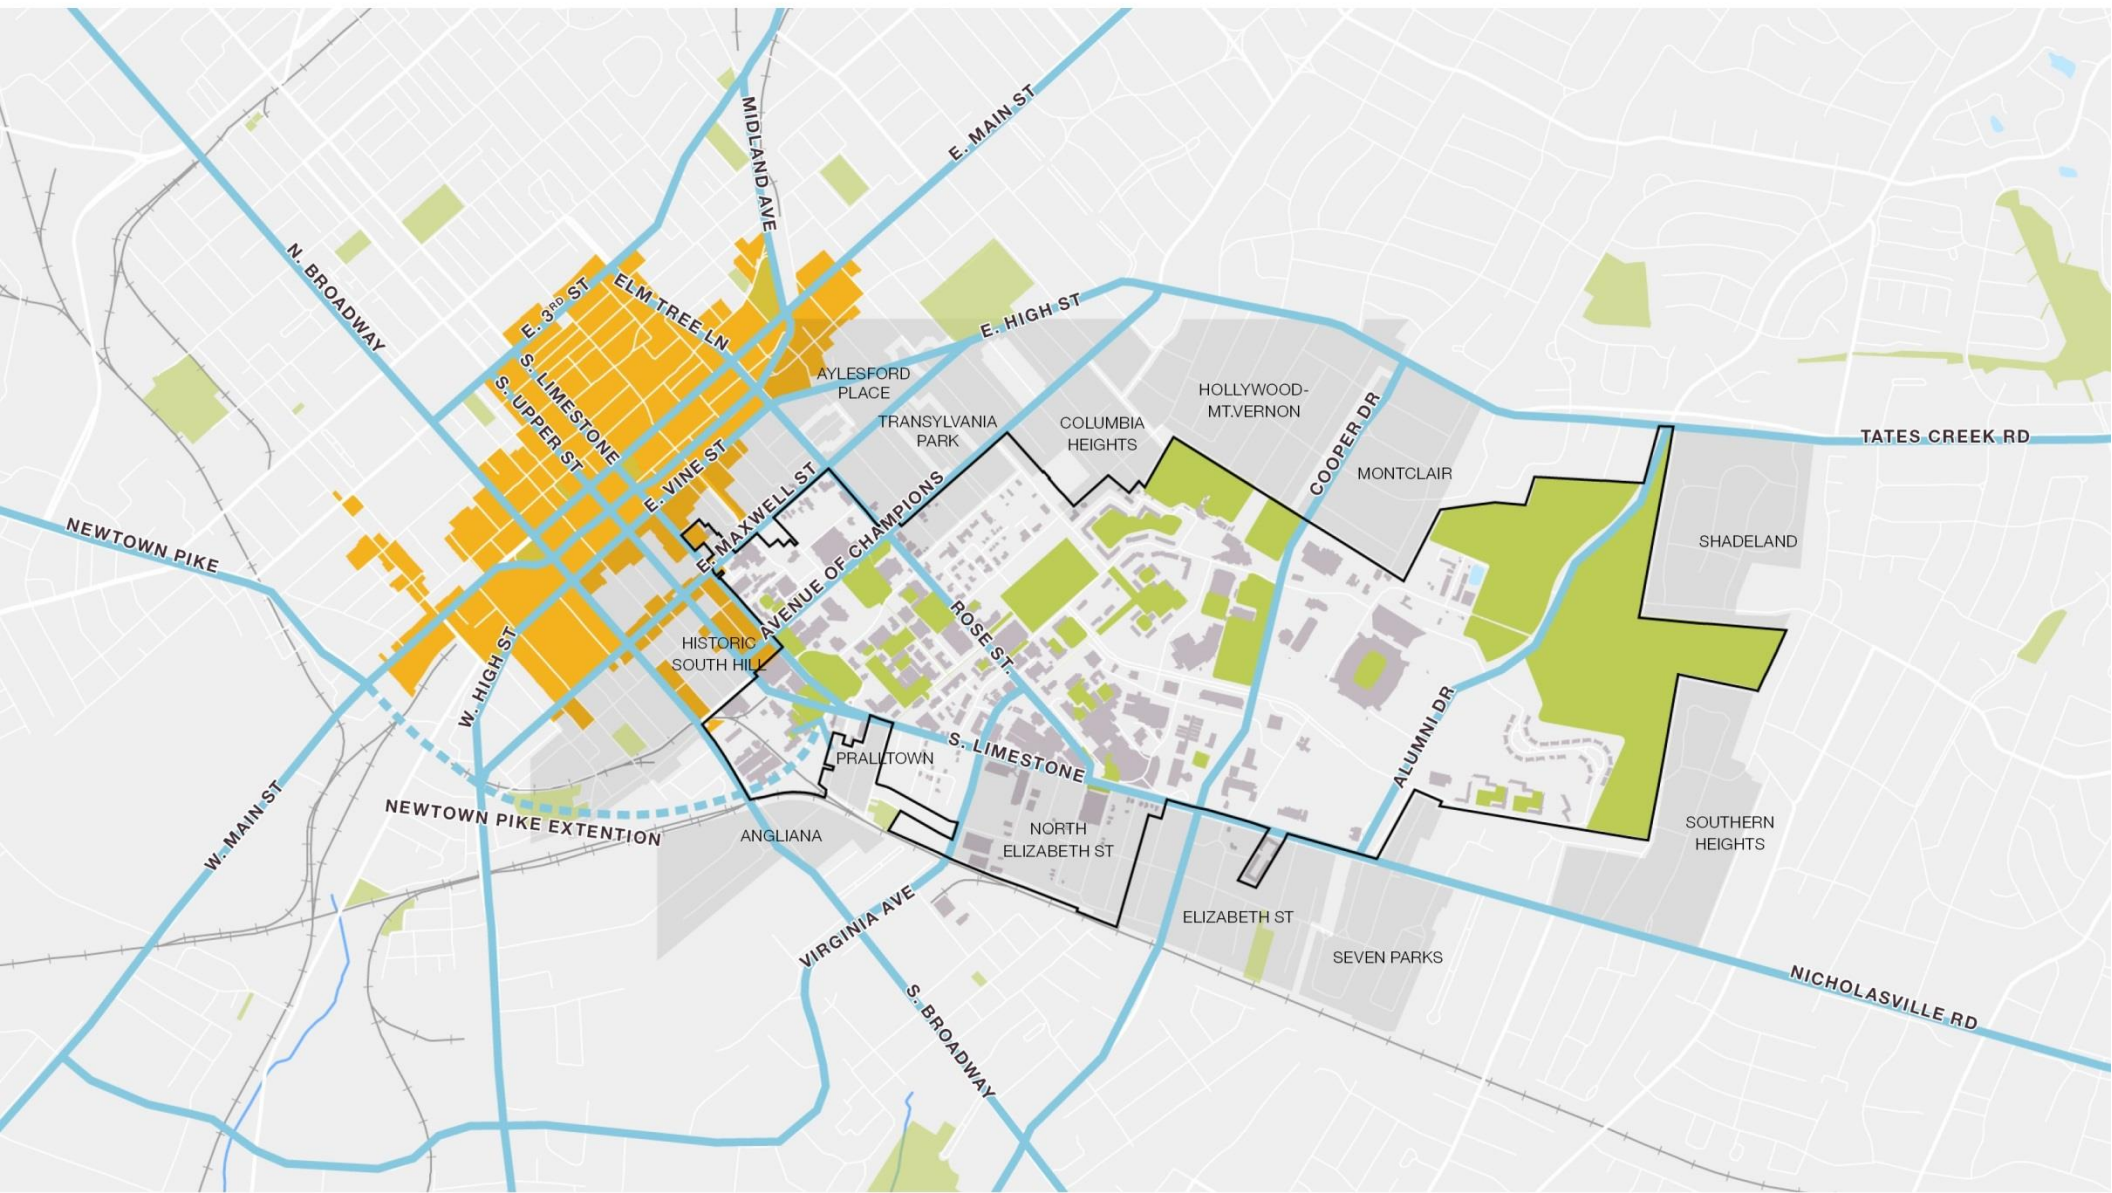 MIDLAND AVE
E. MAIN ST
N. BROADWAY
E. 3RD ST
ELM TREE LN
E. HIGH ST
S. LIMESTONE
S. UPPER ST
AYLESFORD
PLACE
TRANSYLVANIA
PARK
COLUMBIA
HEIGHTS
HOLLYWOOD-
MT.VERNON
COOPER DR
MONTCLAIR
TATES CREEK RD
E. VINE ST
E. MAXWELL ST
AVENUE OF CHAMPIONS
NEWTOWN PIKE
SHADELAND
HISTORIC
SOUTH HILL
ROSE ST.
W. HIGH ST
S. LIMESTONE
PRALLTOWN
ALUMNI DR
W. MAIN ST
NEWTOWN PIKE EXTENTION
ANGLIANA
NORTH
ELIZABETH ST
SOUTHERN
HEIGHTS
VIRGINIA AVE
ELIZABETH ST
SEVEN PARKS
NICHOLASVILLE RD
S. BROADWAY